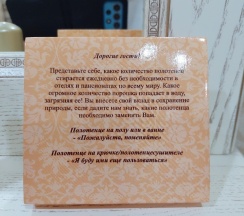 Дорогие гости!
Представьте себе, какое количество полотенец
стирается ежедневно без необходимости в
отелях и пансионатах по всему миру. Какое
огромное количество порошка попадает в воду,
загрязняя ее! Вы внесете свой вклад в сохранение
природы, если дадите нам знать, какие полотенца
необходимо заменить Вам.
Полотенце на полу или в ванне
- «Пожалуйста, поменяйте»
Полотенце на крючке/полотенцесушителе
- «Я буду ими еще пользоваться»